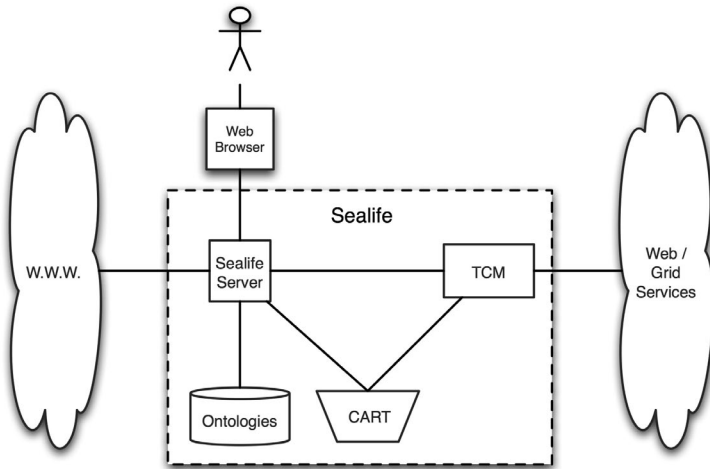 Web
Browser
Sealife
W.W.W.
Sealife
Server
TCM
Web /
Grid
Services
Ontologies
CART